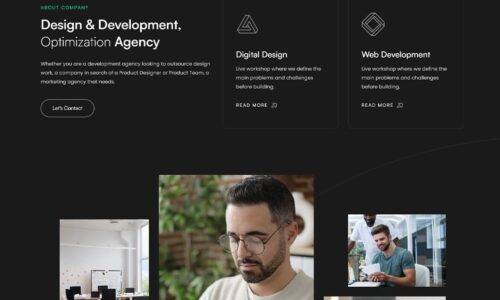 ABOUT COMPANY
Design & Development,
Optimization Agency
Whether you are a development agency looking to outsource design
work, a company in search of a Product Designer or Product Team, a
marketing agency that needs.
Let's Contact
Digital Design
Live workshop where we define the
main problems and challenges
before building.
READ MORE
Web Development
Live workshop where we define the
main problems and challenges
before building.
READ MORE